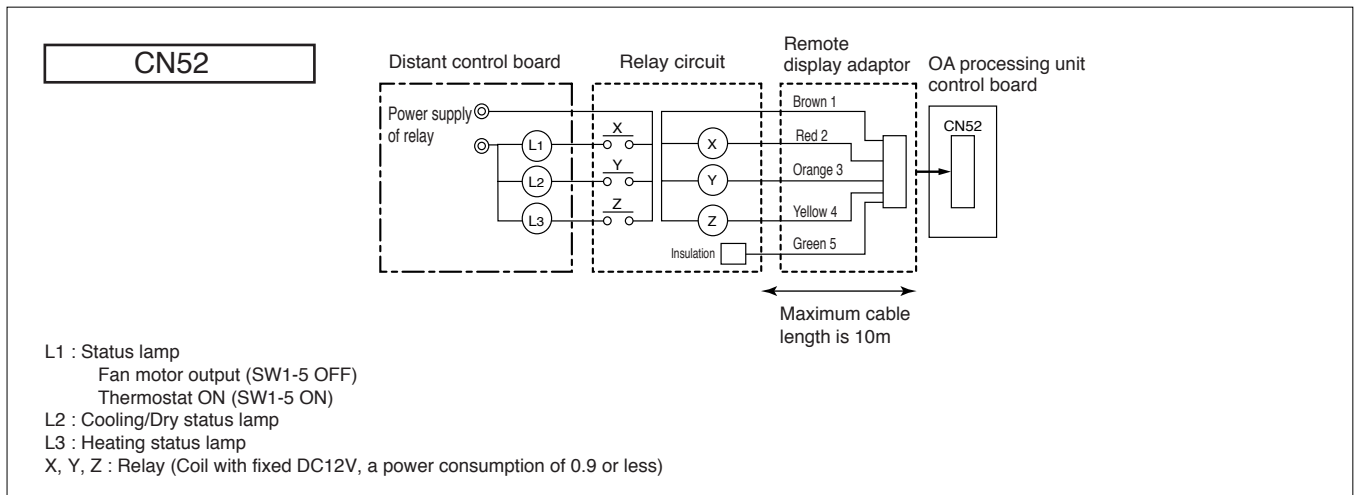 CN52
Distant control board
Relay circuit
Remote
display adaptor
OA processing unit
control board
Power supply
of relay
L1
L2
L3
X
Y
Z
X
Y
Z
Insulation
Brown 1
Red 2
Orange 3
Yellow 4
Green 5
CN52
Maximum cable
length is 10m
L1 : Status lamp
Fan motor output (SW1-5 OFF)
Thermostat ON (SW1-5 ON)
L2 : Cooling/Dry status lamp
L3 : Heating status lamp
X, Y, Z : Relay (Coil with fixed DC12V, a power consumption of 0.9 or less)